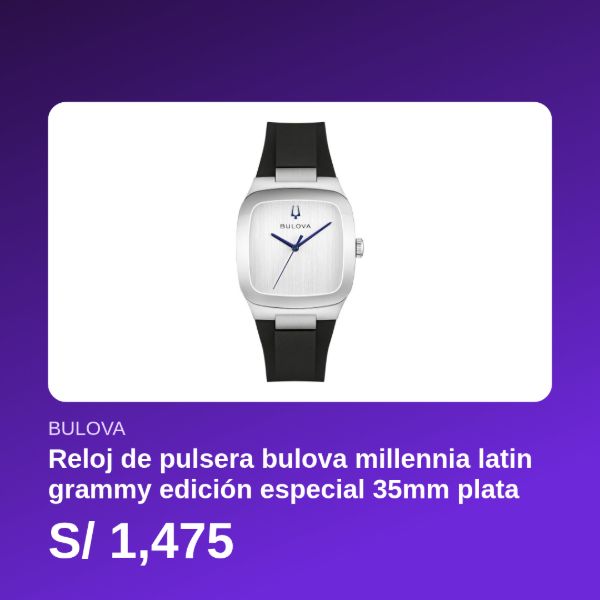 BULOVA
BULOVA
Reloj de pulsera bulova millennia latin
grammy edición especial 35mm plata
S/ 1,475